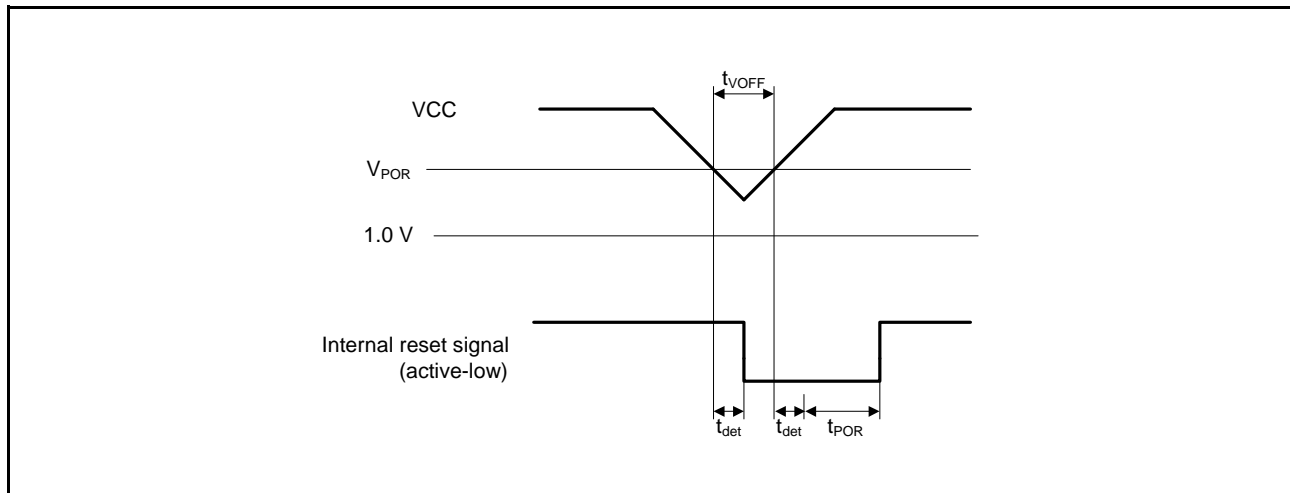 tVOFF
VCC
VPOR
1.0 V
Internal reset signal
(active-low)
tdet
tdet
tPOR